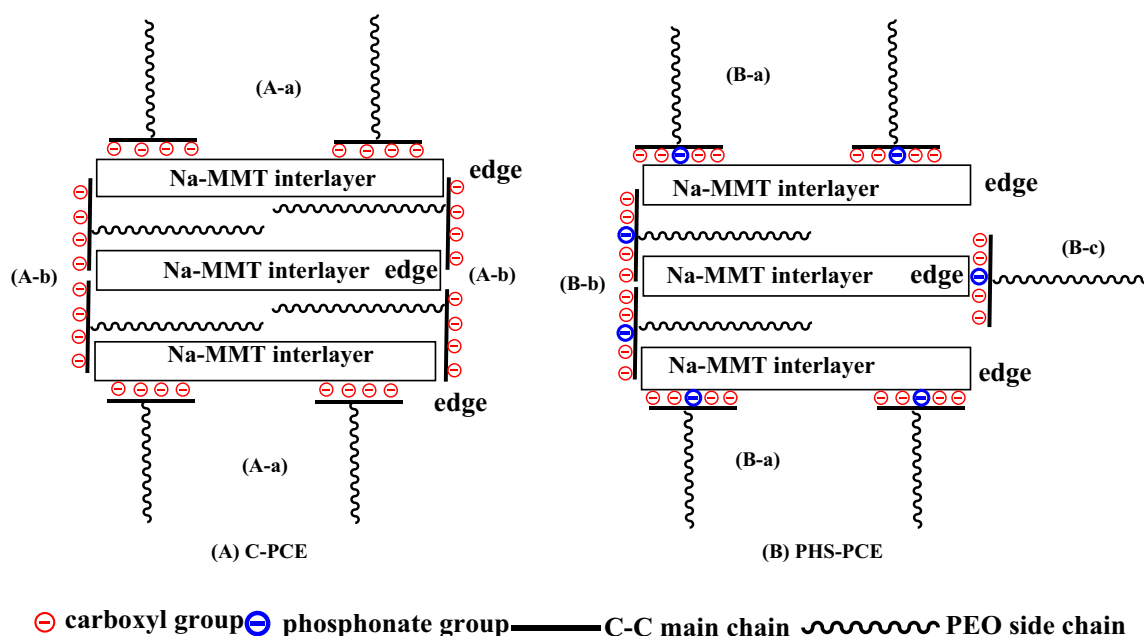 (A-a)
(B-a)
edge
Na-MMT interlayer
edge
Na-MMT interlayer
(A-b)
Na-MMT interlayer
edge
(A-b)
(B-b)
Na-MMT interlayer
edge
(B-c)
Na-MMT interlayer
edge
Na-MMT interlayer
edge
(A-a)
(B-a)
(A) C-PCE
(B) PHS-PCE
carboxyl group
phosphonate group
C-C main chain
PEO side chain